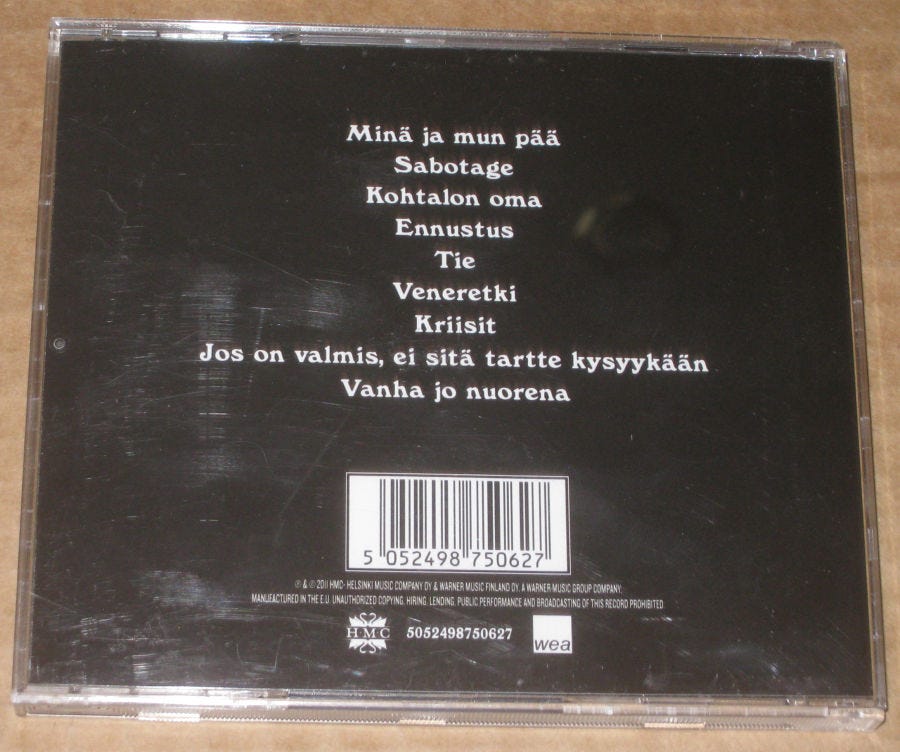 Minä ja mun pää
Sabotage
Kohtalon oma
Ennustus
Tie
Veneretki
Kriisit
Jos on valmis, ei sitä tartte kysyykään
Vanha jo nuorena
5 052498 750627
℗ & © 2011 HMC- HELSINKI MUSIC COMPANY OY & WARNER MUSIC FINLAND OY, A WARNER MUSIC GROUP COMPANY.
MANUFACTURED IN THE E.U. UNAUTHORIZED COPYING, HIRING, LENDING, PUBLIC PERFORMANCE AND BROADCASTING OF THIS RECORD PROHIBITED
HMC 5052498750627 wea